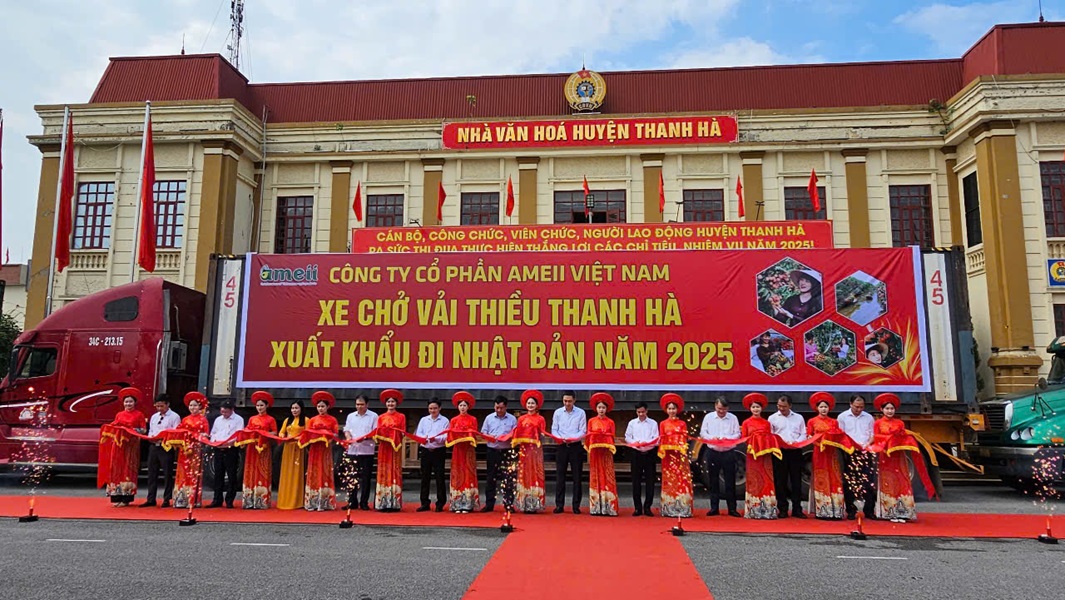 NHÀ VĂN HOÁ HUYỆN THANH HÀ
CÁN BỘ, CÔNG CHỨC, VIÊN CHỨC, NGƯỜI LAO ĐỘNG HUYỆN THANH HÀ
RA SỨC THI ĐUA THỰC HIỆN THẮNG LỢI CÁC CHỈ TIÊU, NHIỆM VỤ NĂM 2025!
45
ameii
CÔNG TY CỔ PHẦN AMEII VIỆT NAM
45
XE CHỞ VẢI THIỀU THANH HÀ
XUẤT KHẨU ĐI NHẬT BẢN NĂM 2025
34C - 213.15